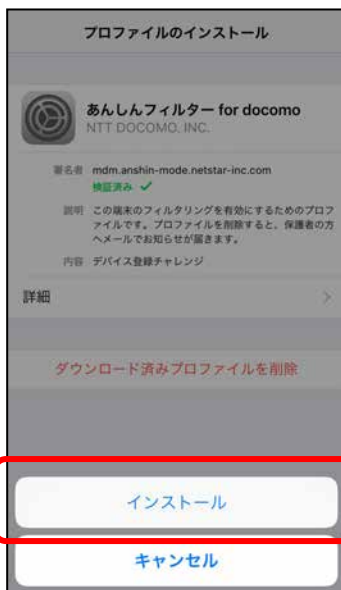 プロファイルのインストール
あんしんフィルター for docomo
NTT DOCOMO, INC.
署名者 mdm.anshin-mode.netstar-inc.com
検証済み ✓
説明 この端末のフィルタリングを有効にするためのプロフ
ァイルです。プロファイルを削除すると、保護者の方
へメールでお知らせが届きます。
内容 デバイス登録チャレンジ
詳細
ダウンロード済みプロファイルを削除
インストール
キャンセル